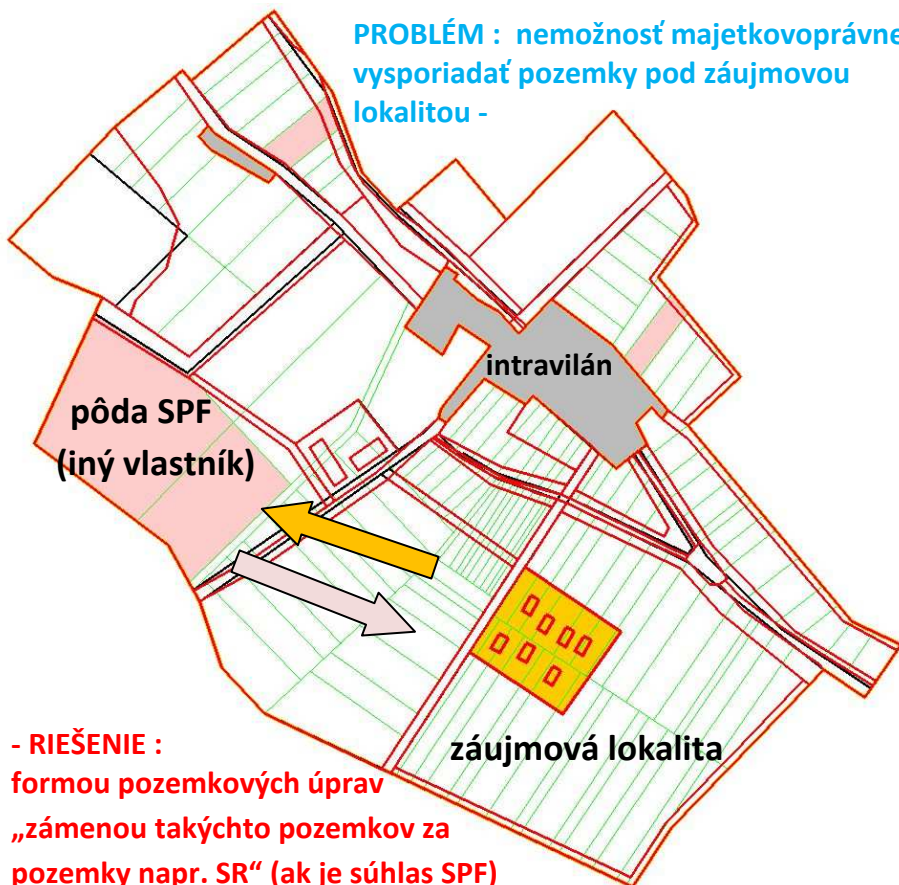 PROBLÉM : nemožnosť majetkovoprávne
vysporiadať pozemky pod záujmovou
lokalitou -
intravilán
pôda SPF
(iný vlastník)
záujmová lokalita
- RIEŠENIE :
formou pozemkových úprav
„zámenou takýchto pozemkov za
pozemky napr. SR“ (ak je súhlas SPF)